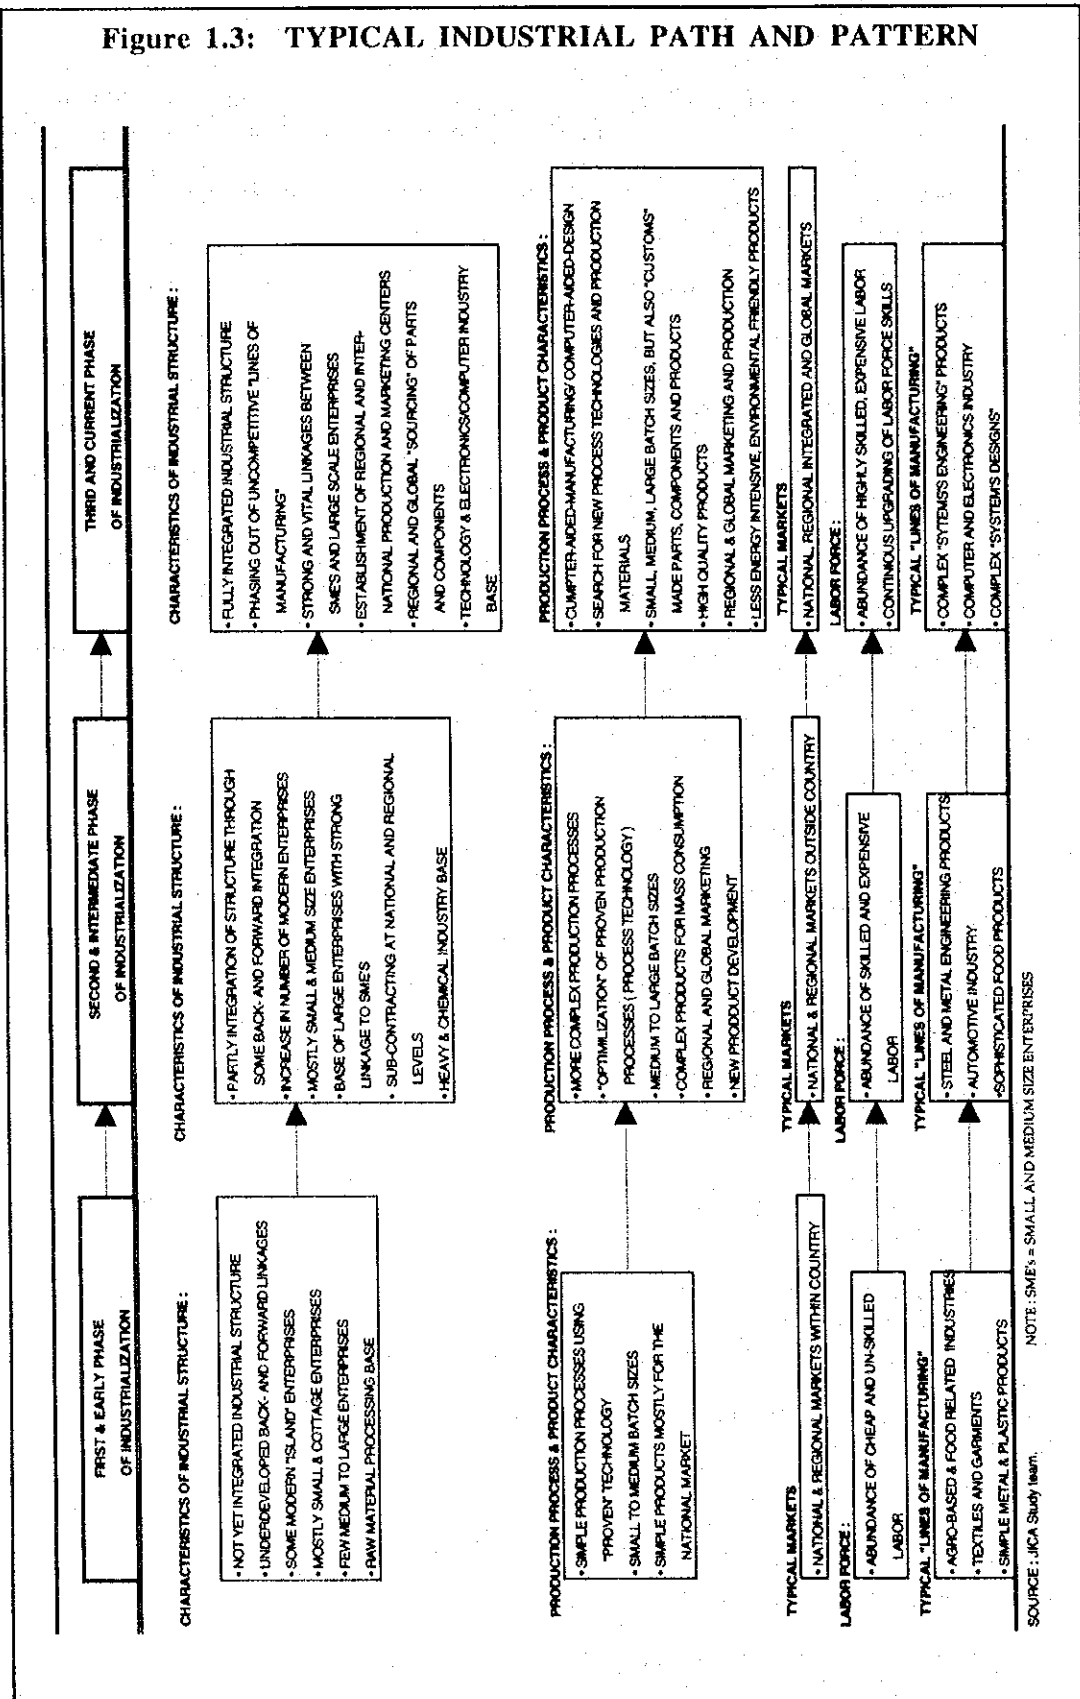 Figure 1.3: TYPICAL INDUSTRIAL PATH AND PATTERN
FIRST & EARLY PHASE
OF INDUSTRIALIZATION
CHARACTERISTICS OF INDUSTRIAL STRUCTURE :
• NOT YET INTEGRATED INDUSTRIAL STRUCTURE
• UNDERDEVELOPED BACK- AND FORWARD LINKAGES
• SOME MODERN "ISLAND" ENTERPRISES
• MOSTLY SMALL & COTTAGE ENTERPRISES
• FEW MEDIUM TO LARGE ENTERPRISES
• RAW MATERIAL PROCESSING BASE
PRODUCTION PROCESS & PRODUCT CHARACTERISTICS :
• SIMPLE PRODUCTION PROCESSES USING
"PROVEN" TECHNOLOGY
• SMALL TO MEDIUM BATCH SIZES
• SIMPLE PRODUCTS MOSTLY FOR THE
NATIONAL MARKET
TYPICAL MARKETS
• NATIONAL & REGIONAL MARKETS WITHIN COUNTRY
LABOR FORCE :
• ABUNDANCE OF CHEAP AND UN-SKILLED
LABOR
TYPICAL "LINES OF MANUFACTURING"
• AGRO-BASED & FOOD RELATED INDUSTRIES
• TEXTILES AND GARMENTS
• SIMPLE METAL & PLASTIC PRODUCTS
SECOND & INTERMEDIATE PHASE
OF INDUSTRIALIZATION
CHARACTERISTICS OF INDUSTRIAL STRUCTURE :
• PARTLY INTEGRATION OF STRUCTURE THROUGH
SOME BACK- AND FORWARD INTEGRATION
• INCREASE IN NUMBER OF MODERN ENTERPRISES
• MOSTLY SMALL & MEDIUM SIZE ENTERPRISES
• BASE OF LARGE ENTERPRISES WITH STRONG
LINKAGE TO SME'S
• SUB-CONTRACTING AT NATIONAL AND REGIONAL
LEVELS
• HEAVY & CHEMICAL INDUSTRY BASE
PRODUCTION PROCESS & PRODUCT CHARACTERISTICS :
• MORE COMPLEX PRODUCTION PROCESSES
• "OPTIMILIZATION" OF PROVEN PRODUCTION
PROCESSES ( PROCESS TECHNOLOGY )
• MEDIUM TO LARGE BATCH SIZES
• COMPLEX PRODUCTS FOR MASS CONSUMPTION
• REGIONAL AND GLOBAL MARKETING
• NEW PRODDUCT DEVELOPMENT
TYPICAL MARKETS
• NATIONAL & REGIONAL MARKETS OUTSIDE COUNTRY
LABOR FORCE :
• ABUNDANCE OF SKILLED AND EXPENSIVE
LABOR
TYPICAL "LINES OF MANUFACTURING"
• STEEL AND METAL ENGINEERING PRODUCTS
• AUTOMOTIVE INDUSTRY.
• SOPHISTICATED FOOD PRODUCTS
THIRD AND CURRENT PHASE
OF INDUSTRIALIZATION
CHARACTERISTICS OF INDUSTRIAL STRUCTURE :
• FULLY INTEGRATED INDUSTRIAL STRUCTURE
• PHASING OUT OF UNCOMPETITIVE "LINES OF
MANUFACTURING"
• STRONG AND VITAL LINKAGES BETWEEN
SME'S AND LARGE SCALE ENTERPRISES
• ESTABLISHMENT OF REGIONAL AND INTER-
NATIONAL PRODUCTION AND MARKETING CENTERS
• REGIONAL AND GLOBAL "SOURCING" OF PARTS
AND COMPONENTS
• TECHNOLOGY & ELECTRONICS/COMPUTER INDUSTRY
BASE
PRODUCTION PROCESS & PRODUCT CHARACTERISTICS :
• CUMPTER-AIDED-MANUFACTURING/ COMPUTER-AIDED-DESIGN
• SEARCH FOR NEW PROCESS TECHNOLOGIES AND PRODUCTION
MATERIALS
• SMALL, MEDIUM, LARGE BATCH SIZES, BUT ALSO "CUSTOMS"
MADE PARTS, COMPONENTS AND PRODUCTS
• HIGH QUALITY PRODUCTS
• REGIONAL & GLOBAL MARKETING AND PRODUCTION
• LESS ENERGY INTENSIVE, ENVIRONMENTAL FRIENDLY PRODUCTS
TYPICAL MARKETS
• NATIONAL, REGIONAL, INTEGRATED AND GLOBAL MARKETS
LABOR FORCE :
• ABUNDANCE OF HIGHLY SKILLED, EXPENSIVE LABOR
• CONTINIOUS UPGRADING OF LABOR FORCE SKILLS
TYPICAL "LINES OF MANUFACTURING"
• COMPLEX "SYTEMS'S ENGINEERING" PRODUCTS
• COMPUTER AND ELECTRONICS INDUSTRY
• COMPLEX "SYSTEM'S DESIGNS"
SOURCE : JICA Study team.
NOTE : SME's = SMALL AND MEDIUM SIZE ENTERPRISES